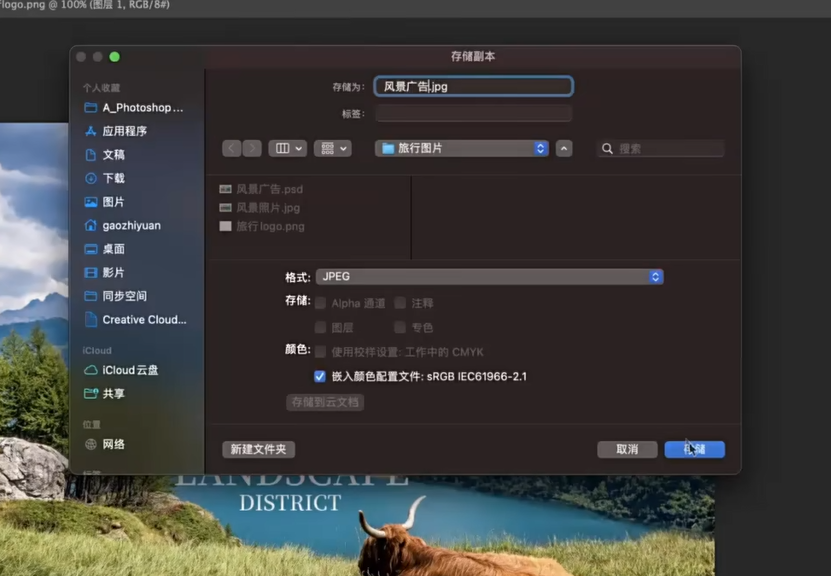 logo.png @ 100% (图层 1, RGB/8#)
存储副本
存储为: 风景广告.jpg
标签:
个人收藏
A_Photoshop...
应用程序
文稿
下载
图片
gaozhiyuan
桌面
影片
同步空间
Creative Cloud...
iCloud
iCloud云盘
共享
位置
网络
旅行图片
搜索
风景广告.psd
风景照片.jpg
旅行logo.png
格式: JPEG
存储: Alpha 通道 注释
图层 专色
颜色: 使用校样设置: 工作中的 CMYK
嵌入颜色配置文件: sRGB IEC61966-2.1
存储到云文档
新建文件夹 取消 存储
LANDSCAPE
DISTRICT